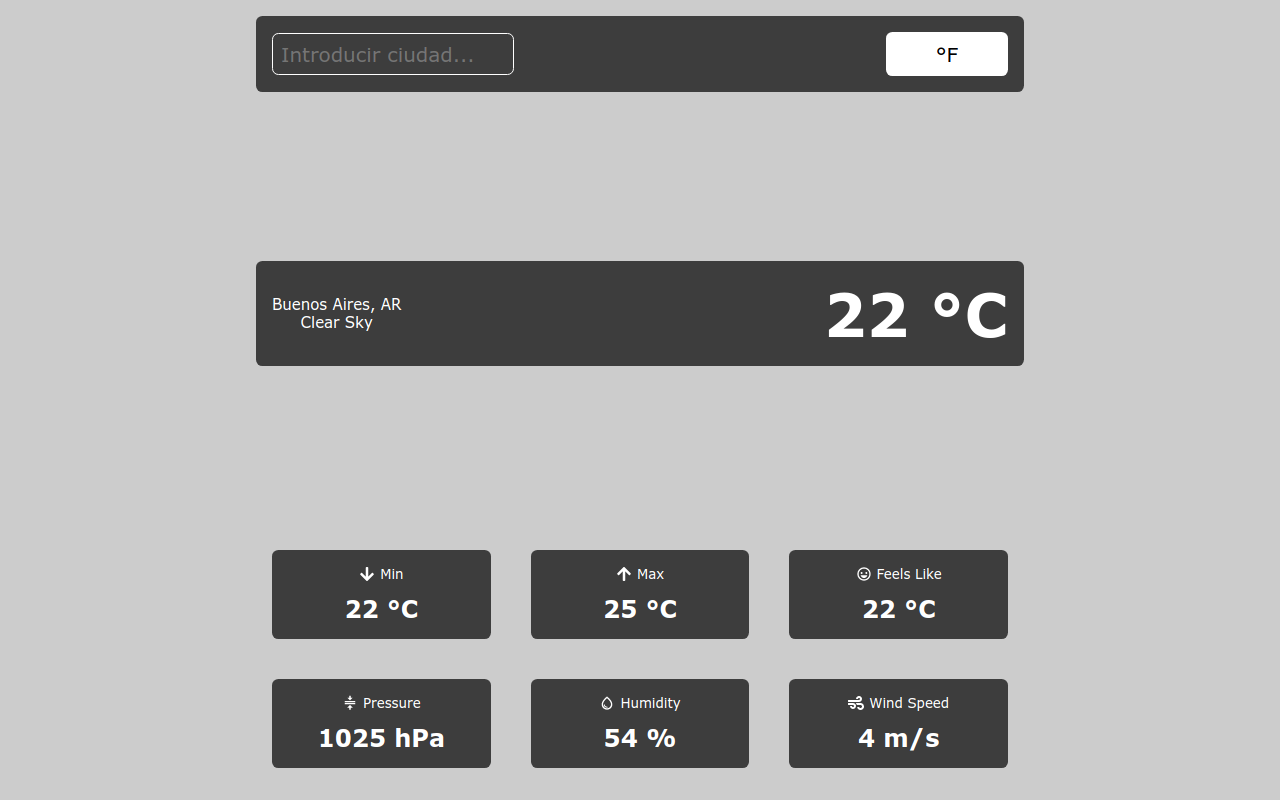 Introducir ciudad...
°F
Buenos Aires, AR
Clear Sky
22 °C
Min
22 °C
Max
25 °C
Feels Like
22 °C
Pressure
1025 hPa
Humidity
54 %
Wind Speed
4 m/s